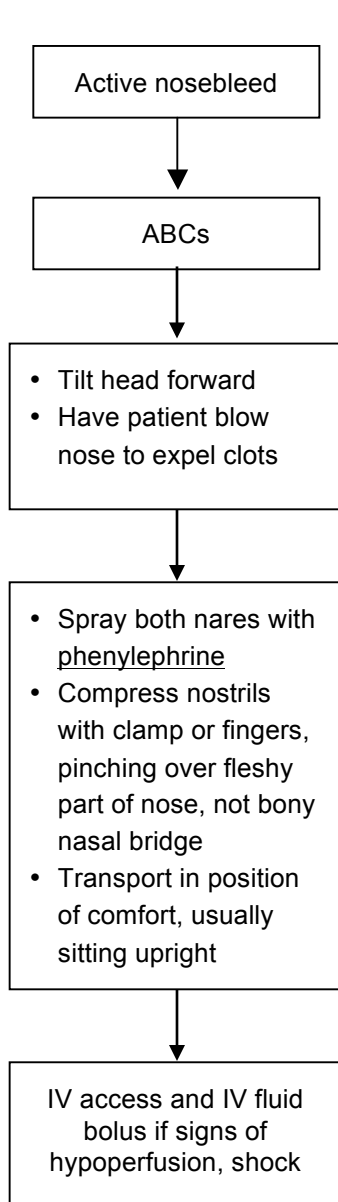 Active nosebleed
ABCs
• Tilt head forward
• Have patient blow
nose to expel clots
• Spray both nares with
phenylephrine
• Compress nostrils
with clamp or fingers,
pinching over fleshy
part of nose, not bony
nasal bridge
• Transport in position
of comfort, usually
sitting upright
IV access and IV fluid
bolus if signs of
hypoperfusion, shock